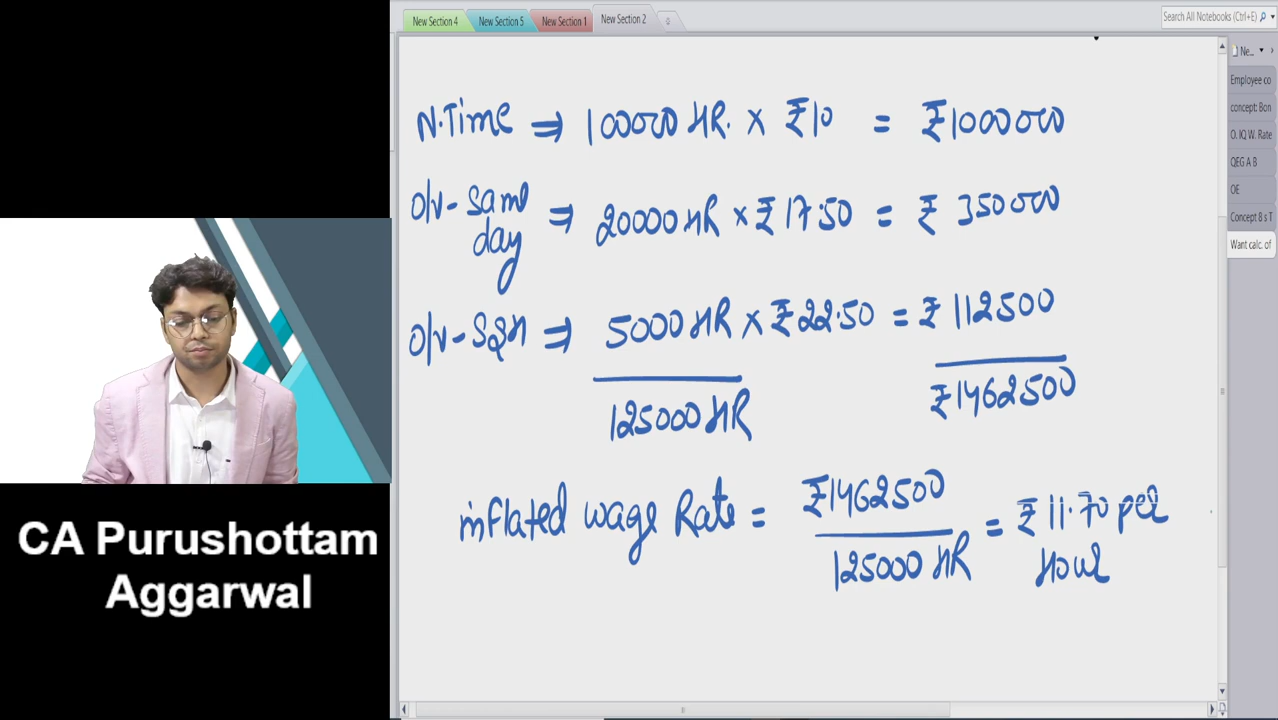 New Section 4
New Section 5
New Section 1
New Section 2
Search All Notebooks (Ctrl+E)
Ne...
Employee co
concept: Bon
O. IQ W. Rate
QEG A B
OE
Concept 8 s T
Want calc. of
N.Time ⇒ 100000 HR. × ₹10 = ₹1000000
O/v- Same day ⇒ 20000 HR × ₹17.50 = ₹350000
O/v- S&H ⇒ 5000 HR × ₹22.50 = ₹112500
125000 HR ₹1462500
inflated wage Rate = ₹1462500 / 125000 HR = ₹11.70 per Hour
CA Purushottam
Aggarwal